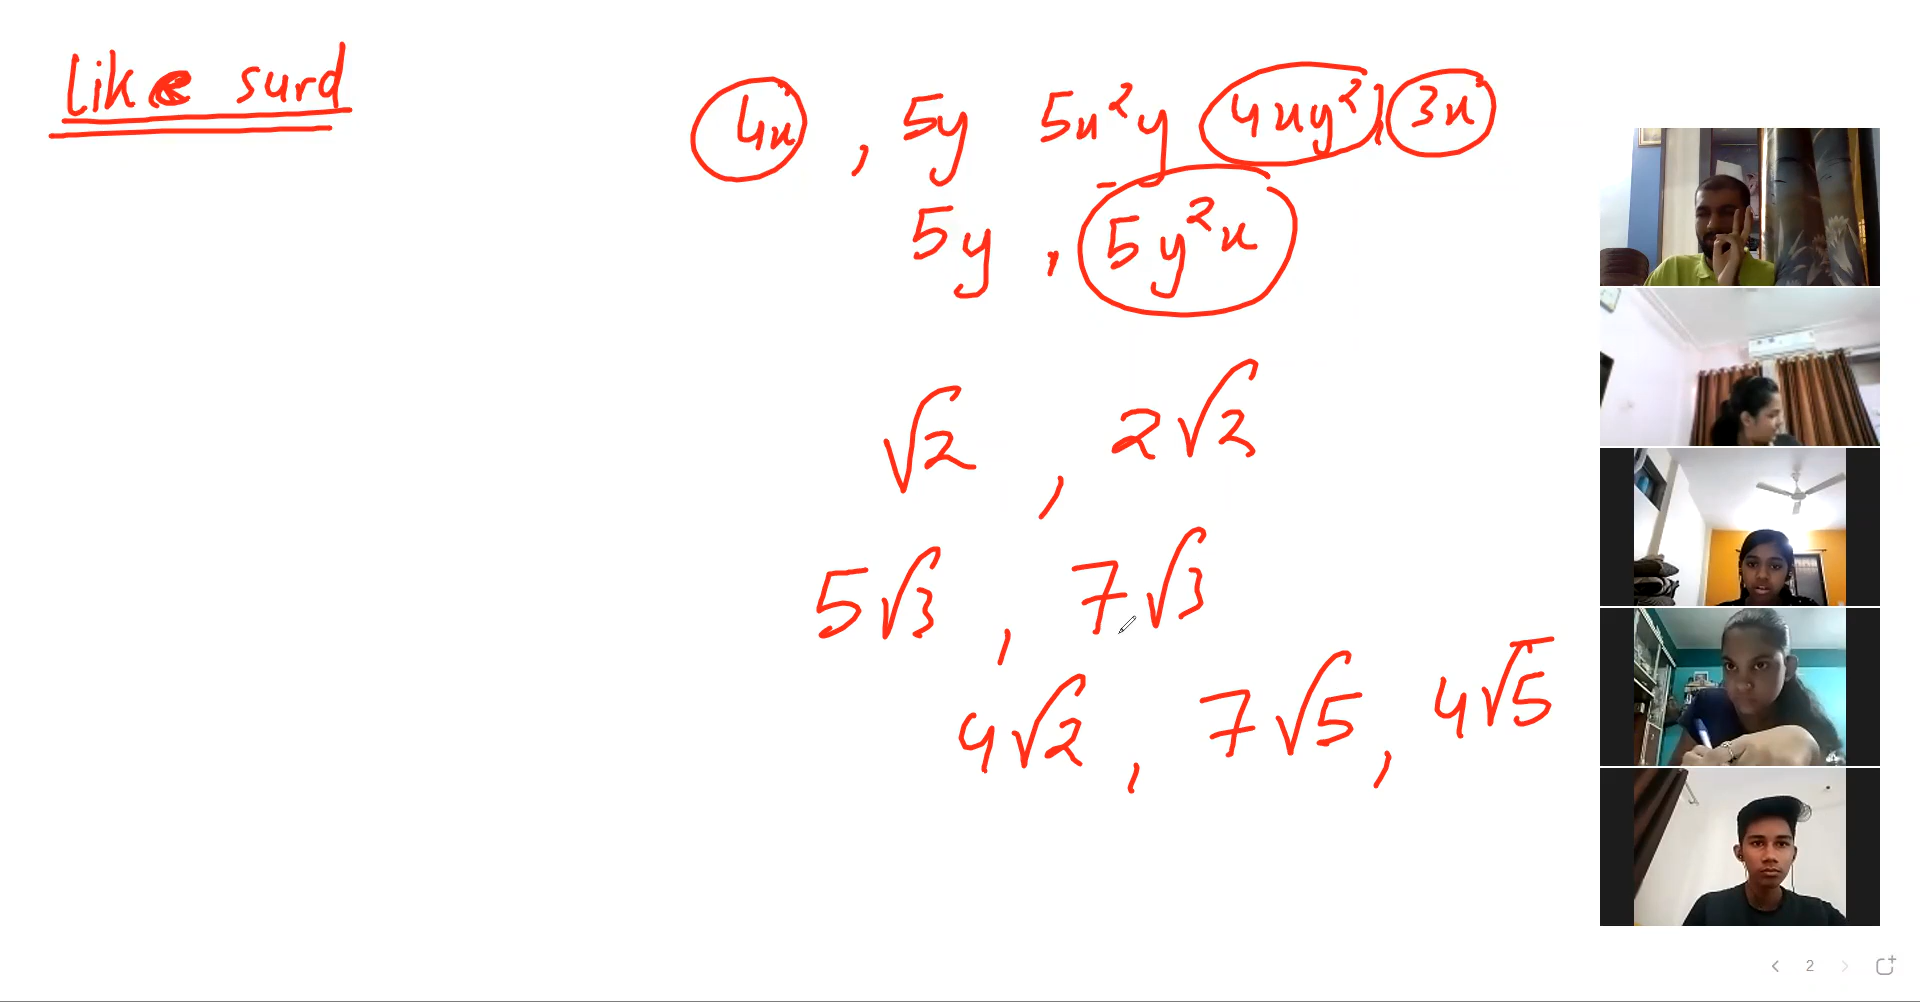 Like surd
4x , 5y 5x²y 4xy², 3x
5y , 5y²x
√2 , 2√2
5√3 , 7√3
4√2 , 7√5 , 4√5
2